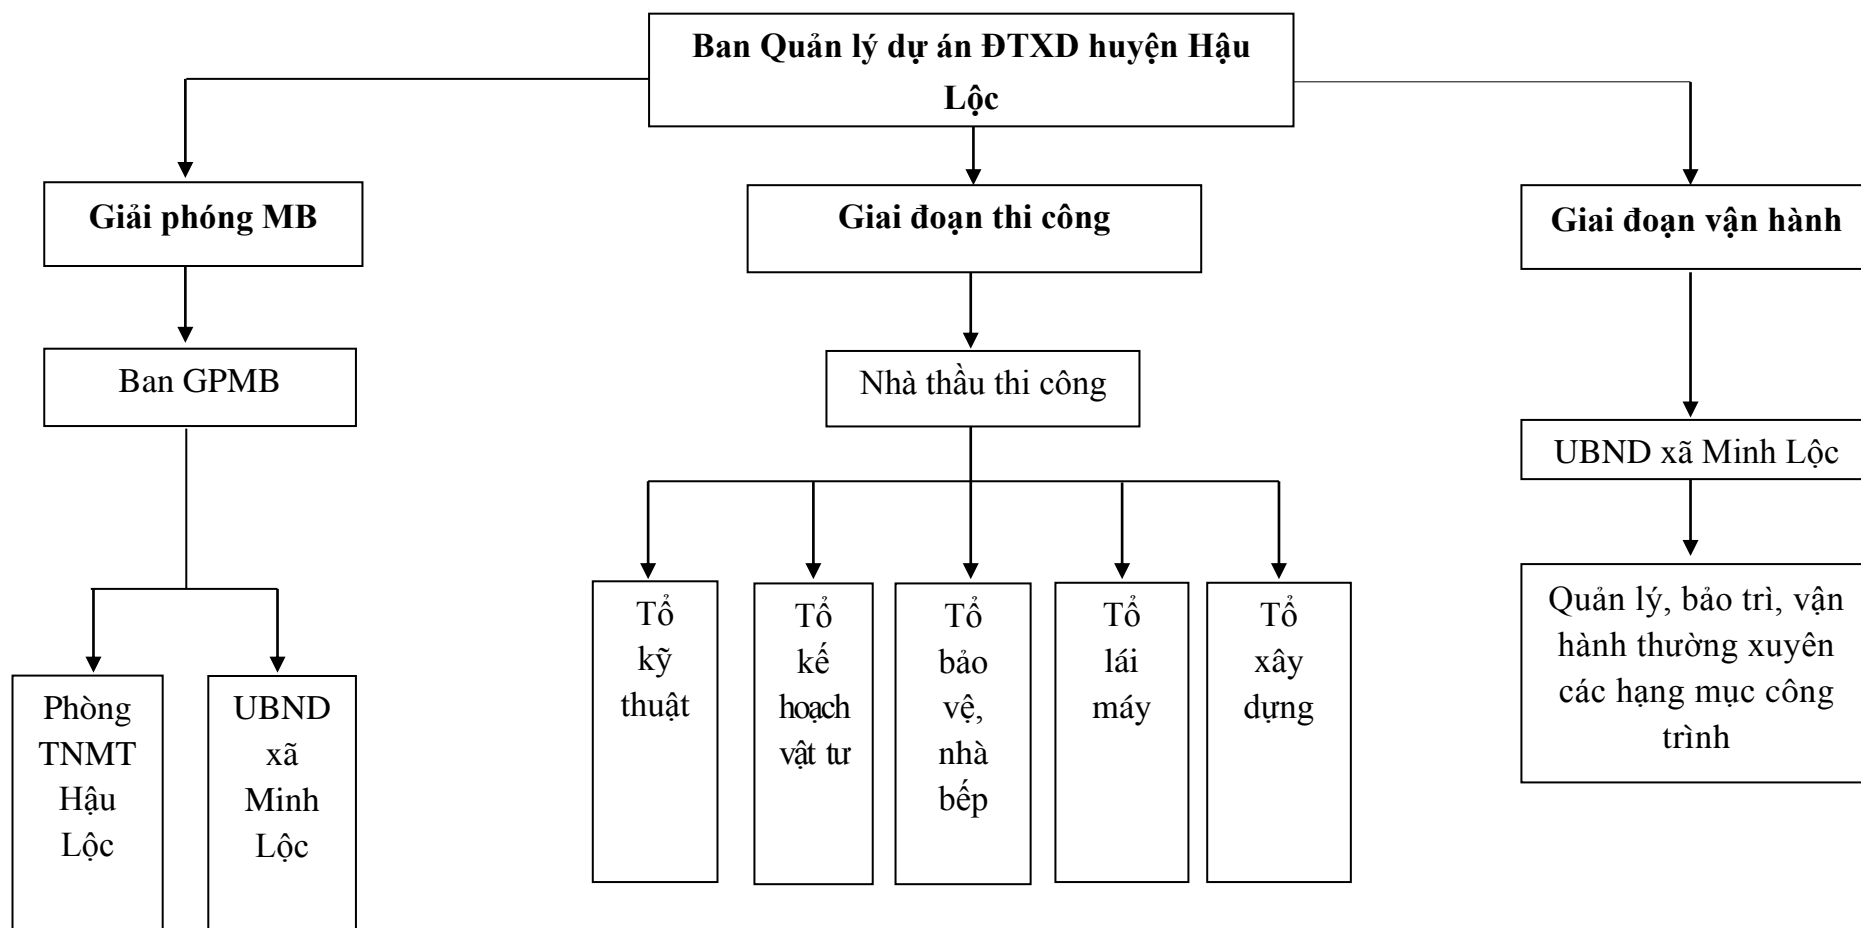 Ban Quản lý dự án ĐTXD huyện Hậu
Lộc
Giải phóng MB
Giai đoạn thi công
Giai đoạn vận hành
Ban GPMB
Nhà thầu thi công
UBND xã Minh Lộc
Phòng
TNMT
Hậu
Lộc
UBND
xã
Minh
Lộc
Tổ
kỹ
thuật
Tổ
kế
hoạch
vật tư
Tổ
bảo
vệ,
nhà
bếp
Tổ
lái
máy
Tổ
xây
dựng
Quản lý, bảo trì, vận
hành thường xuyên
các hạng mục công
trình